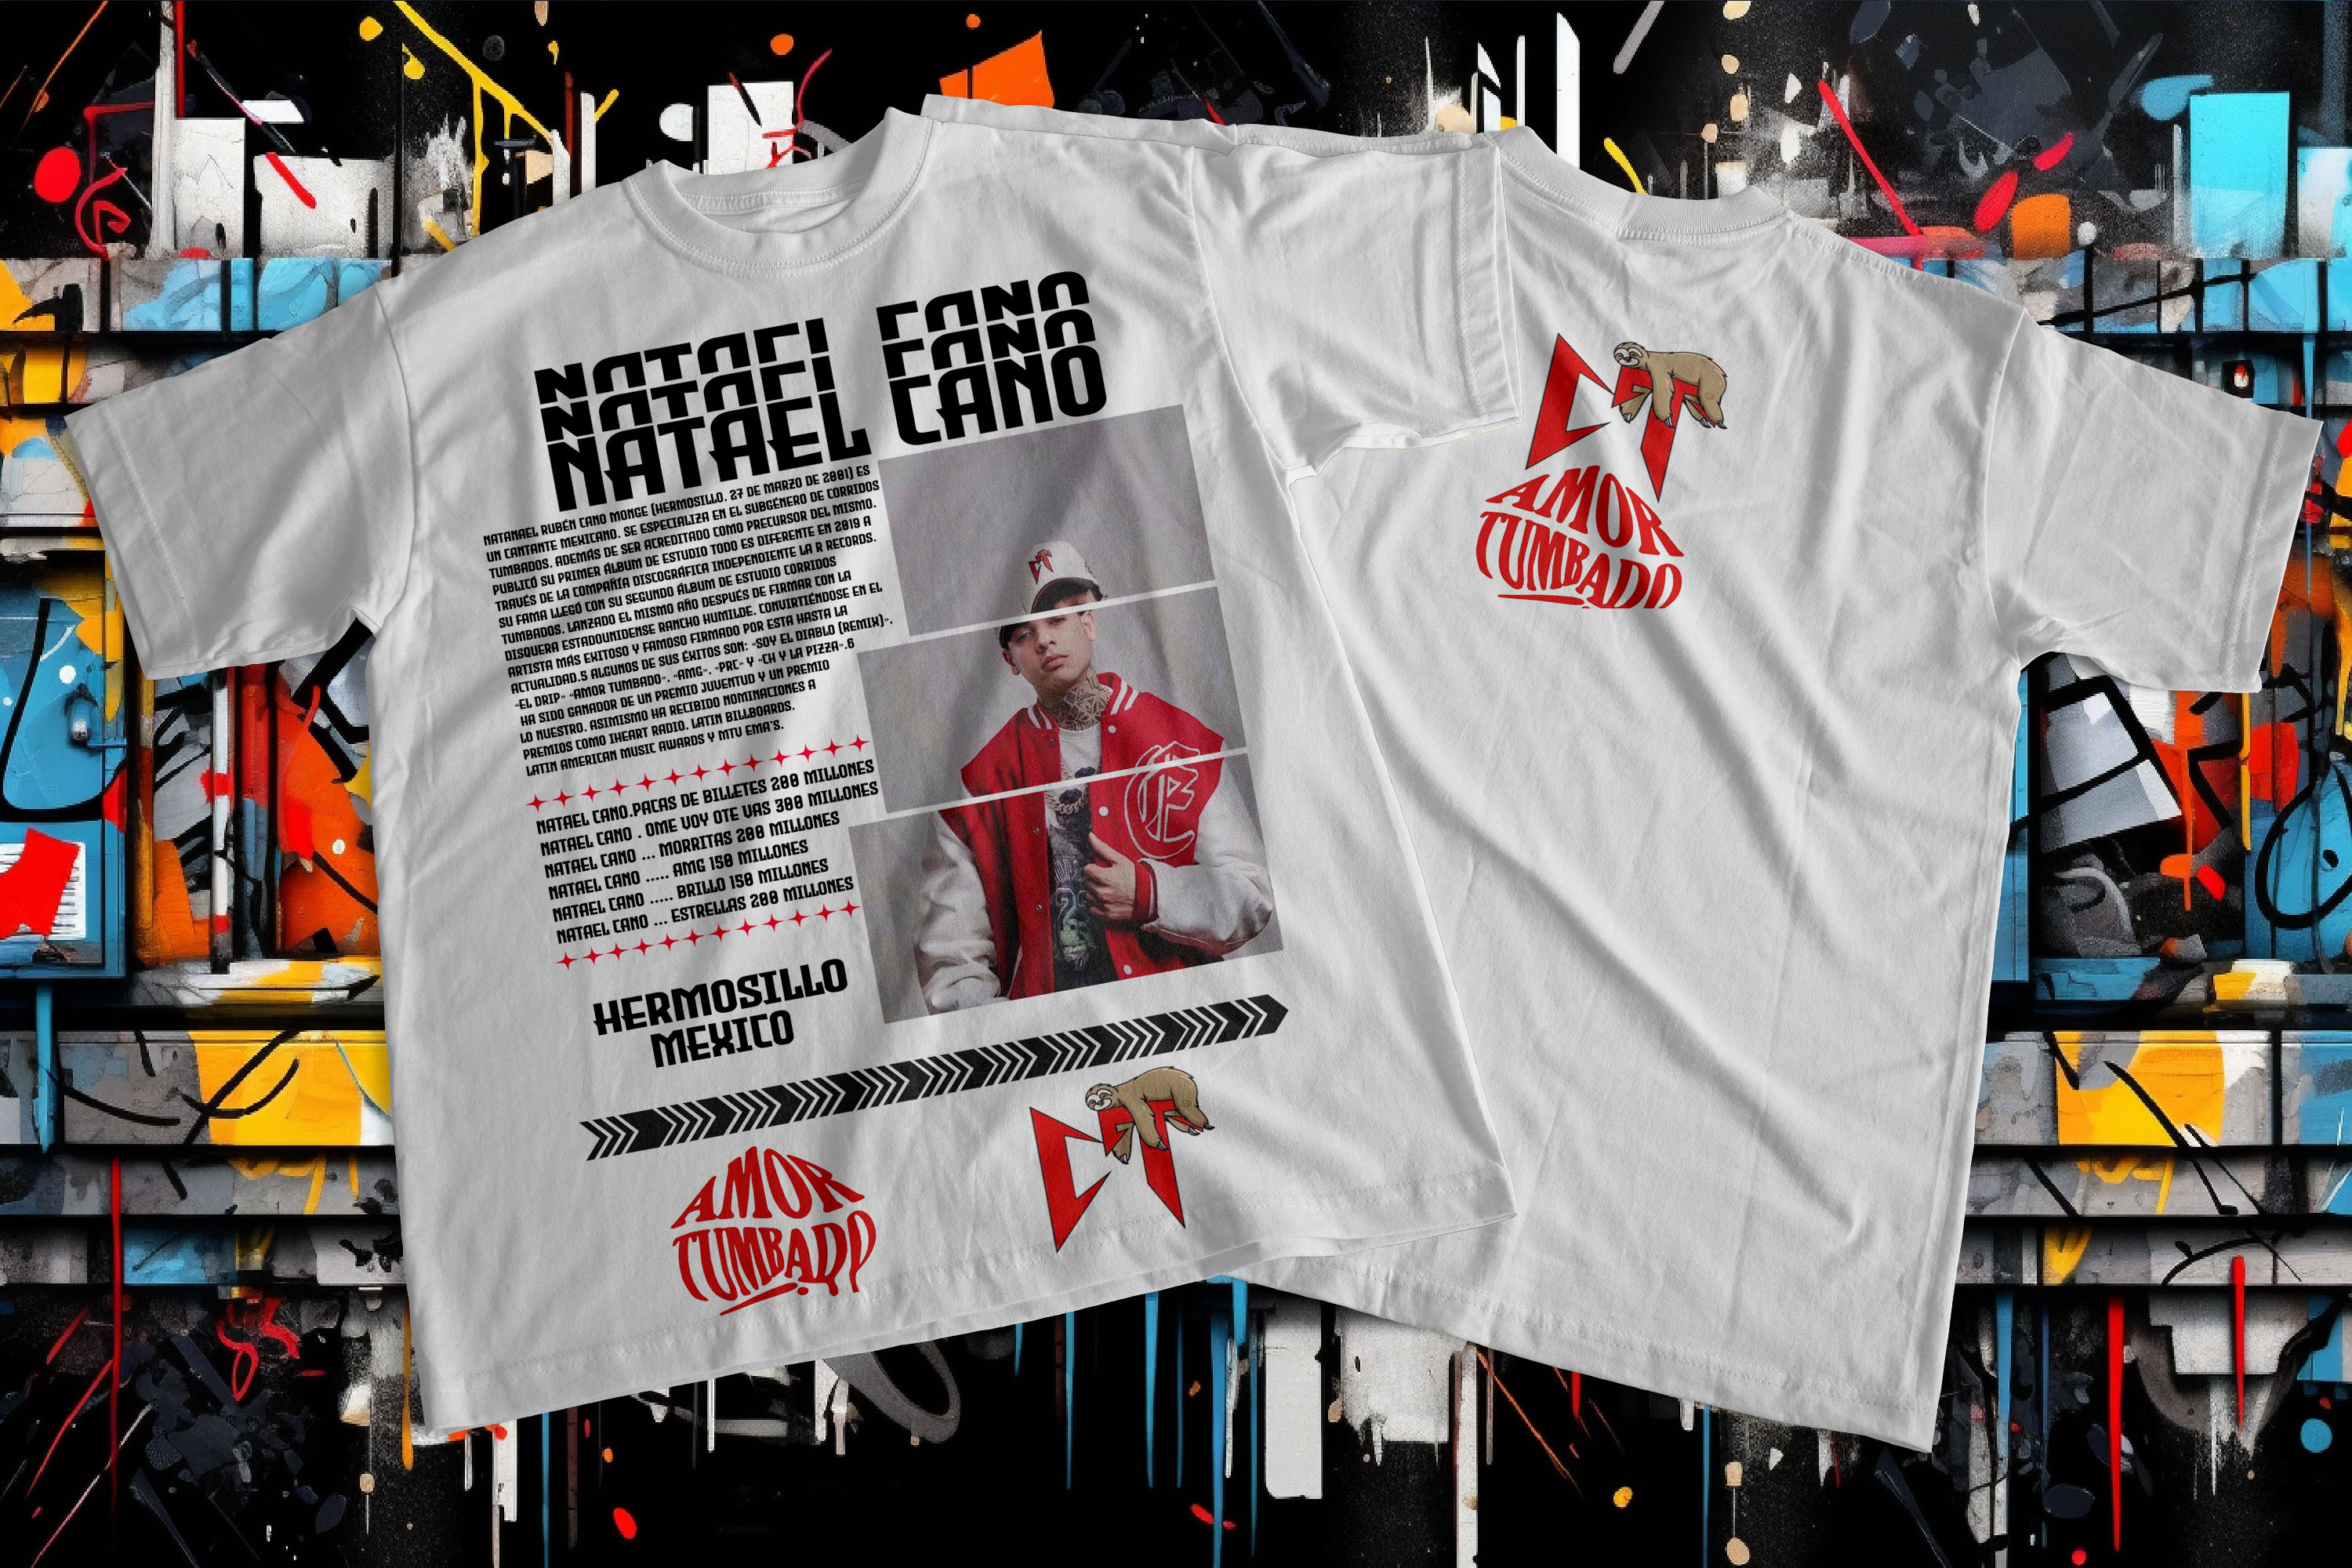 NATAEL CANO
NATAEL CANO
NATAEL CANO
NATANAEL RUBÉN CANO MONGE (HERMOSILLO, 27 DE MARZO DE 2001) ES
UN CANTANTE MEXICANO. SE ESPECIALIZA EN EL SUBGÉNERO DE CORRIDOS
TUMBADOS, ADEMÁS DE SER ACREDITADO COMO PRECURSOR DEL MISMO.
PUBLICÓ SU PRIMER ÁLBUM DE ESTUDIO TODO ES DIFERENTE EN 2019 A
TRAVÉS DE LA COMPAÑÍA DISCOGRÁFICA INDEPENDIENTE LA R RECORDS.
SU FAMA LLEGÓ CON SU SEGUNDO ÁLBUM DE ESTUDIO CORRIDOS
TUMBADOS, LANZADO EL MISMO AÑO DESPUÉS DE FIRMAR CON LA
DISQUERA ESTADOUNIDENSE RANCHO HUMILDE, CONVIRTIÉNDOSE EN EL
ARTISTA MÁS EXITOSO Y FAMOSO FIRMADO POR ESTA HASTA LA
ACTUALIDAD.5 ALGUNOS DE SUS ÉXITOS SON: «SOY EL DIABLO (REMIX)»,
«EL DRIP» «AMOR TUMBADO», «AMG», «PRC» Y «CH Y LA PIZZA».6
HA SIDO GANADOR DE UN PREMIO JUVENTUD Y UN PREMIO
LO NUESTRO. ASIMISMO HA RECIBIDO NOMINACIONES A
PREMIOS COMO IHEART RADIO, LATIN BILLBOARDS,
LATIN AMERICAN MUSIC AWARDS Y MTV EMA'S.
NATAEL CANO.PACAS DE BILLETES 200 MILLONES
NATAEL CANO . OME VOY OTE VAS 300 MILLONES
NATAEL CANO ... MORRITAS 200 MILLONES
NATAEL CANO ..... AMG 150 MILLONES
NATAEL CANO ..... BRILLO 150 MILLONES
NATAEL CANO ... ESTRELLAS 200 MILLONES
HERMOSILLO
MEXICO
AMOR
TUMBADO
CT
CT
AMOR
TUMBADO